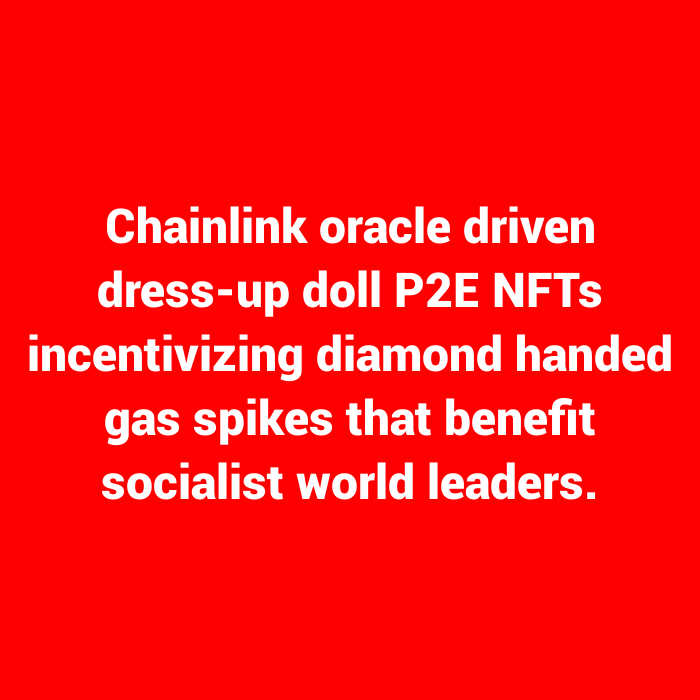 Chainlink oracle driven
dress-up doll P2E NFTs
incentivizing diamond handed
gas spikes that benefit
socialist world leaders.